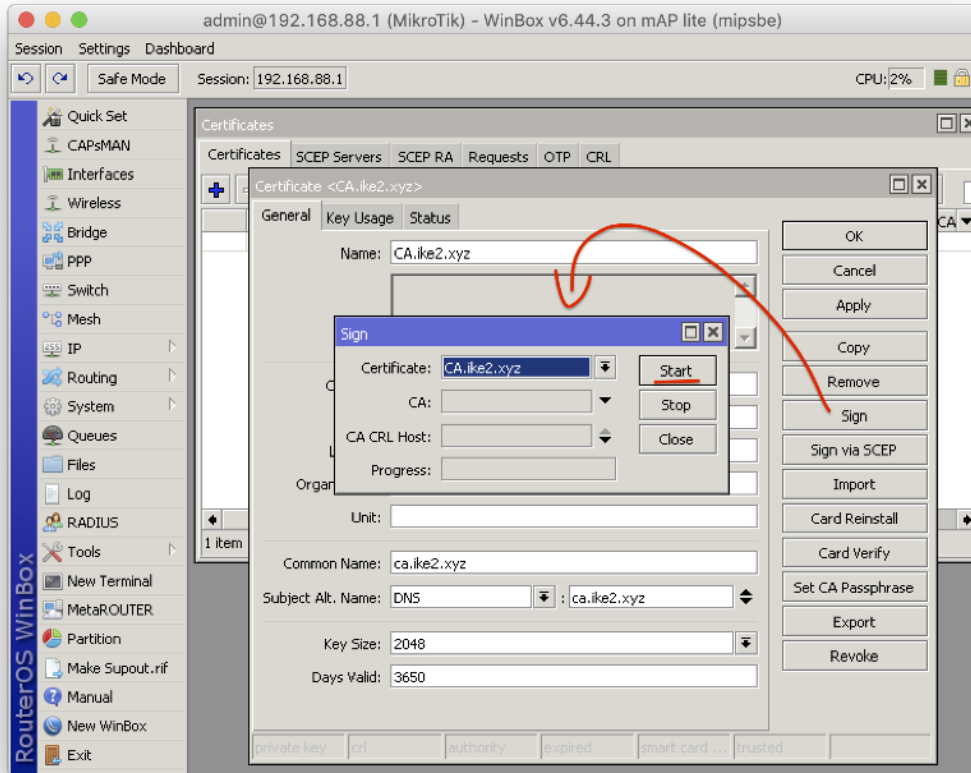 admin@192.168.88.1 (MikroTik) - WinBox v6.44.3 on mAP lite (mipsbe)
Session Settings Dashboard
Safe Mode Session: 192.168.88.1 CPU: 2%
RouterOS WinBox
Quick Set
CAPsMAN
Interfaces
Wireless
Bridge
PPP
Switch
Mesh
IP
Routing
System
Queues
Files
Log
RADIUS
Tools
New Terminal
MetaROUTER
Partition
Make Supout.rif
Manual
New WinBox
Exit
Certificates
Certificates SCEP Servers SCEP RA Requests OTP CRL
CA
1 item
Certificate <CA.ike2.xyz>
General Key Usage Status
Name: CA.ike2.xyz
Organ
Unit:
Common Name: ca.ike2.xyz
Subject Alt. Name: DNS : ca.ike2.xyz
Key Size: 2048
Days Valid: 3650
private key crl authority expired smart card ... trusted
OK
Cancel
Apply
Copy
Remove
Sign
Sign via SCEP
Import
Card Reinstall
Card Verify
Set CA Passphrase
Export
Revoke
Sign
Certificate: CA.ike2.xyz
CA:
CA CRL Host:
Progress:
Start
Stop
Close